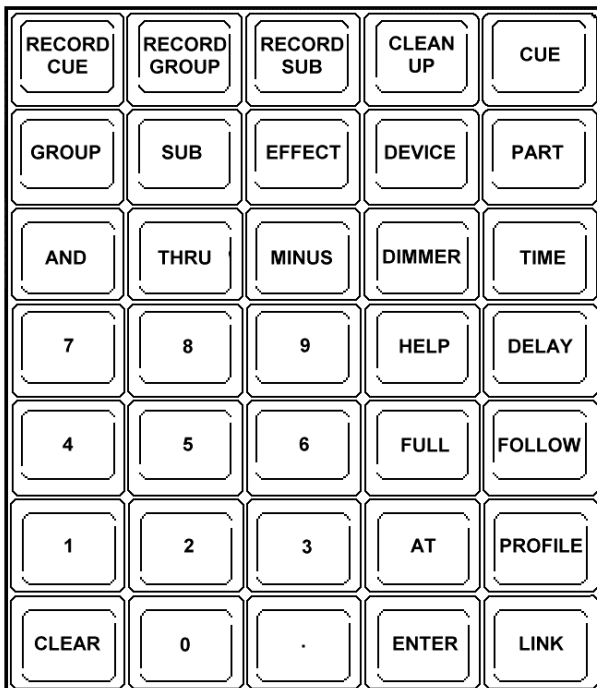 RECORD CUE
RECORD GROUP
RECORD SUB
CLEAN UP
CUE
GROUP
SUB
EFFECT
DEVICE
PART
AND
THRU
MINUS
DIMMER
TIME
7
8
9
HELP
DELAY
4
5
6
FULL
FOLLOW
1
2
3
AT
PROFILE
CLEAR
0
.
ENTER
LINK